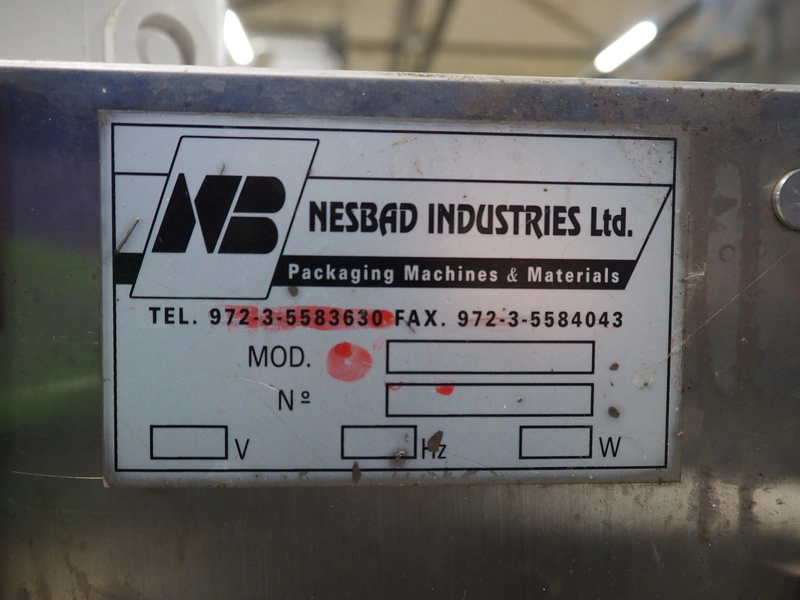 NB
NESBAD INDUSTRIES Ltd.
Packaging Machines & Materials
TEL. 972-3-5583630 FAX. 972-3-5584043
MOD.
Nº
V Hz W